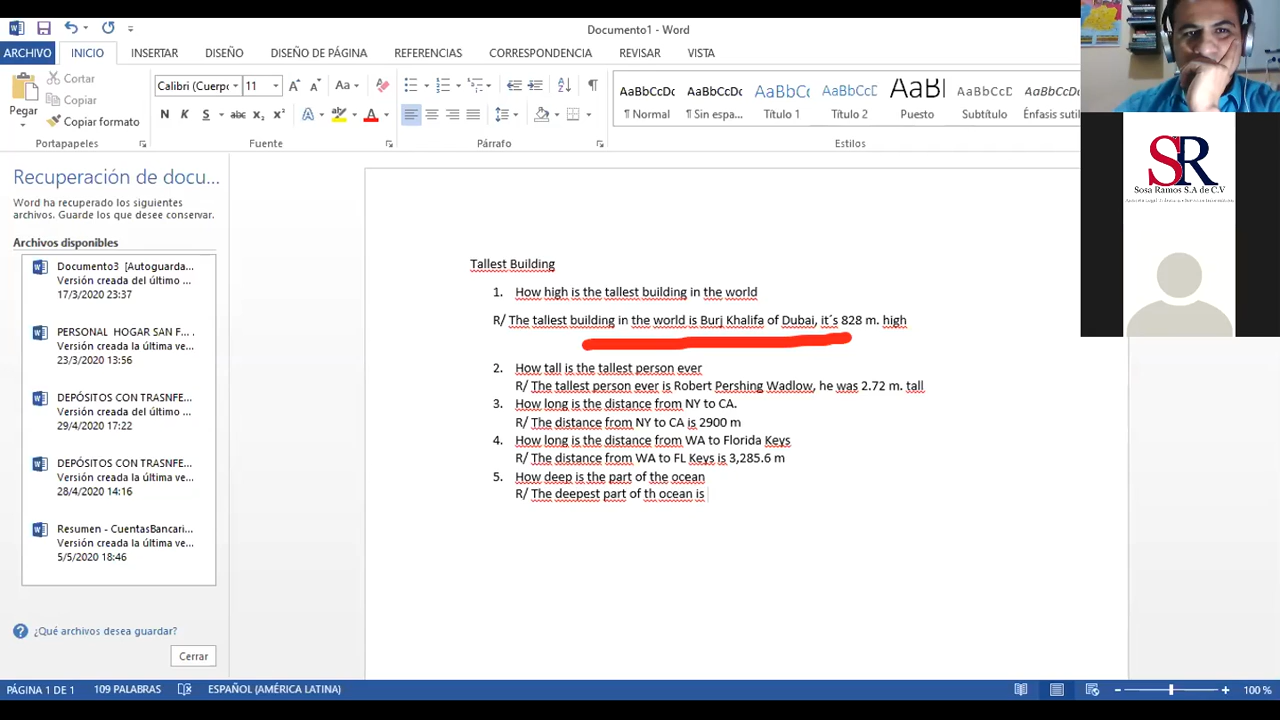 Documento1 - Word
ARCHIVO INICIO INSERTAR DISEÑO DISEÑO DE PÁGINA REFERENCIAS CORRESPONDENCIA REVISAR VISTA
Cortar
Copiar
Copiar formato
Pegar
Portapapeles
Calibri (Cuerpo 11
N K S abc x₂ x² A A Aa
Fuente
Párrafo
AaBbCcDc AaBbCcDc AaBbCc AaBbCcD AaBl AaBbCcD AaBbCcDc
¶ Normal ¶ Sin espa... Título 1 Título 2 Puesto Subtítulo Énfasis sutil
Estilos
SR
Sosa Ramos S.A de C.V
Recuperación de docu...
Word ha recuperado los siguientes
archivos. Guarde los que desee conservar.
Archivos disponibles
Documento3 [Autoguarda...
Versión creada del último ...
17/3/2020 23:37
PERSONAL HOGAR SAN F... .
Versión creada del último ...
23/3/2020 13:56
DEPÓSITOS CON TRASNFE...
Versión creada del último ...
29/4/2020 17:22
DEPÓSITOS CON TRASNFE...
Versión creada del último ...
28/4/2020 14:16
Resumen - CuentasBancari...
Versión creada la última ve...
5/5/2020 18:46
¿Qué archivos desea guardar?
Cerrar
Tallest Building
1. How high is the tallest building in the world
R/ The tallest building in the world is Burj Khalifa of Dubai, it´s 828 m. high
2. How tall is the tallest person ever
R/ The tallest person ever is Robert Pershing Wadlow, he was 2.72 m. tall
3. How long is the distance from NY to CA.
R/ The distance from NY to CA is 2900 m
4. How long is the distance from WA to Florida Keys
R/ The distance from WA to FL Keys is 3,285.6 m
5. How deep is the part of the ocean
R/ The deepest part of th ocean is
PÁGINA 1 DE 1 109 PALABRAS ESPAÑOL (AMÉRICA LATINA) 100 %